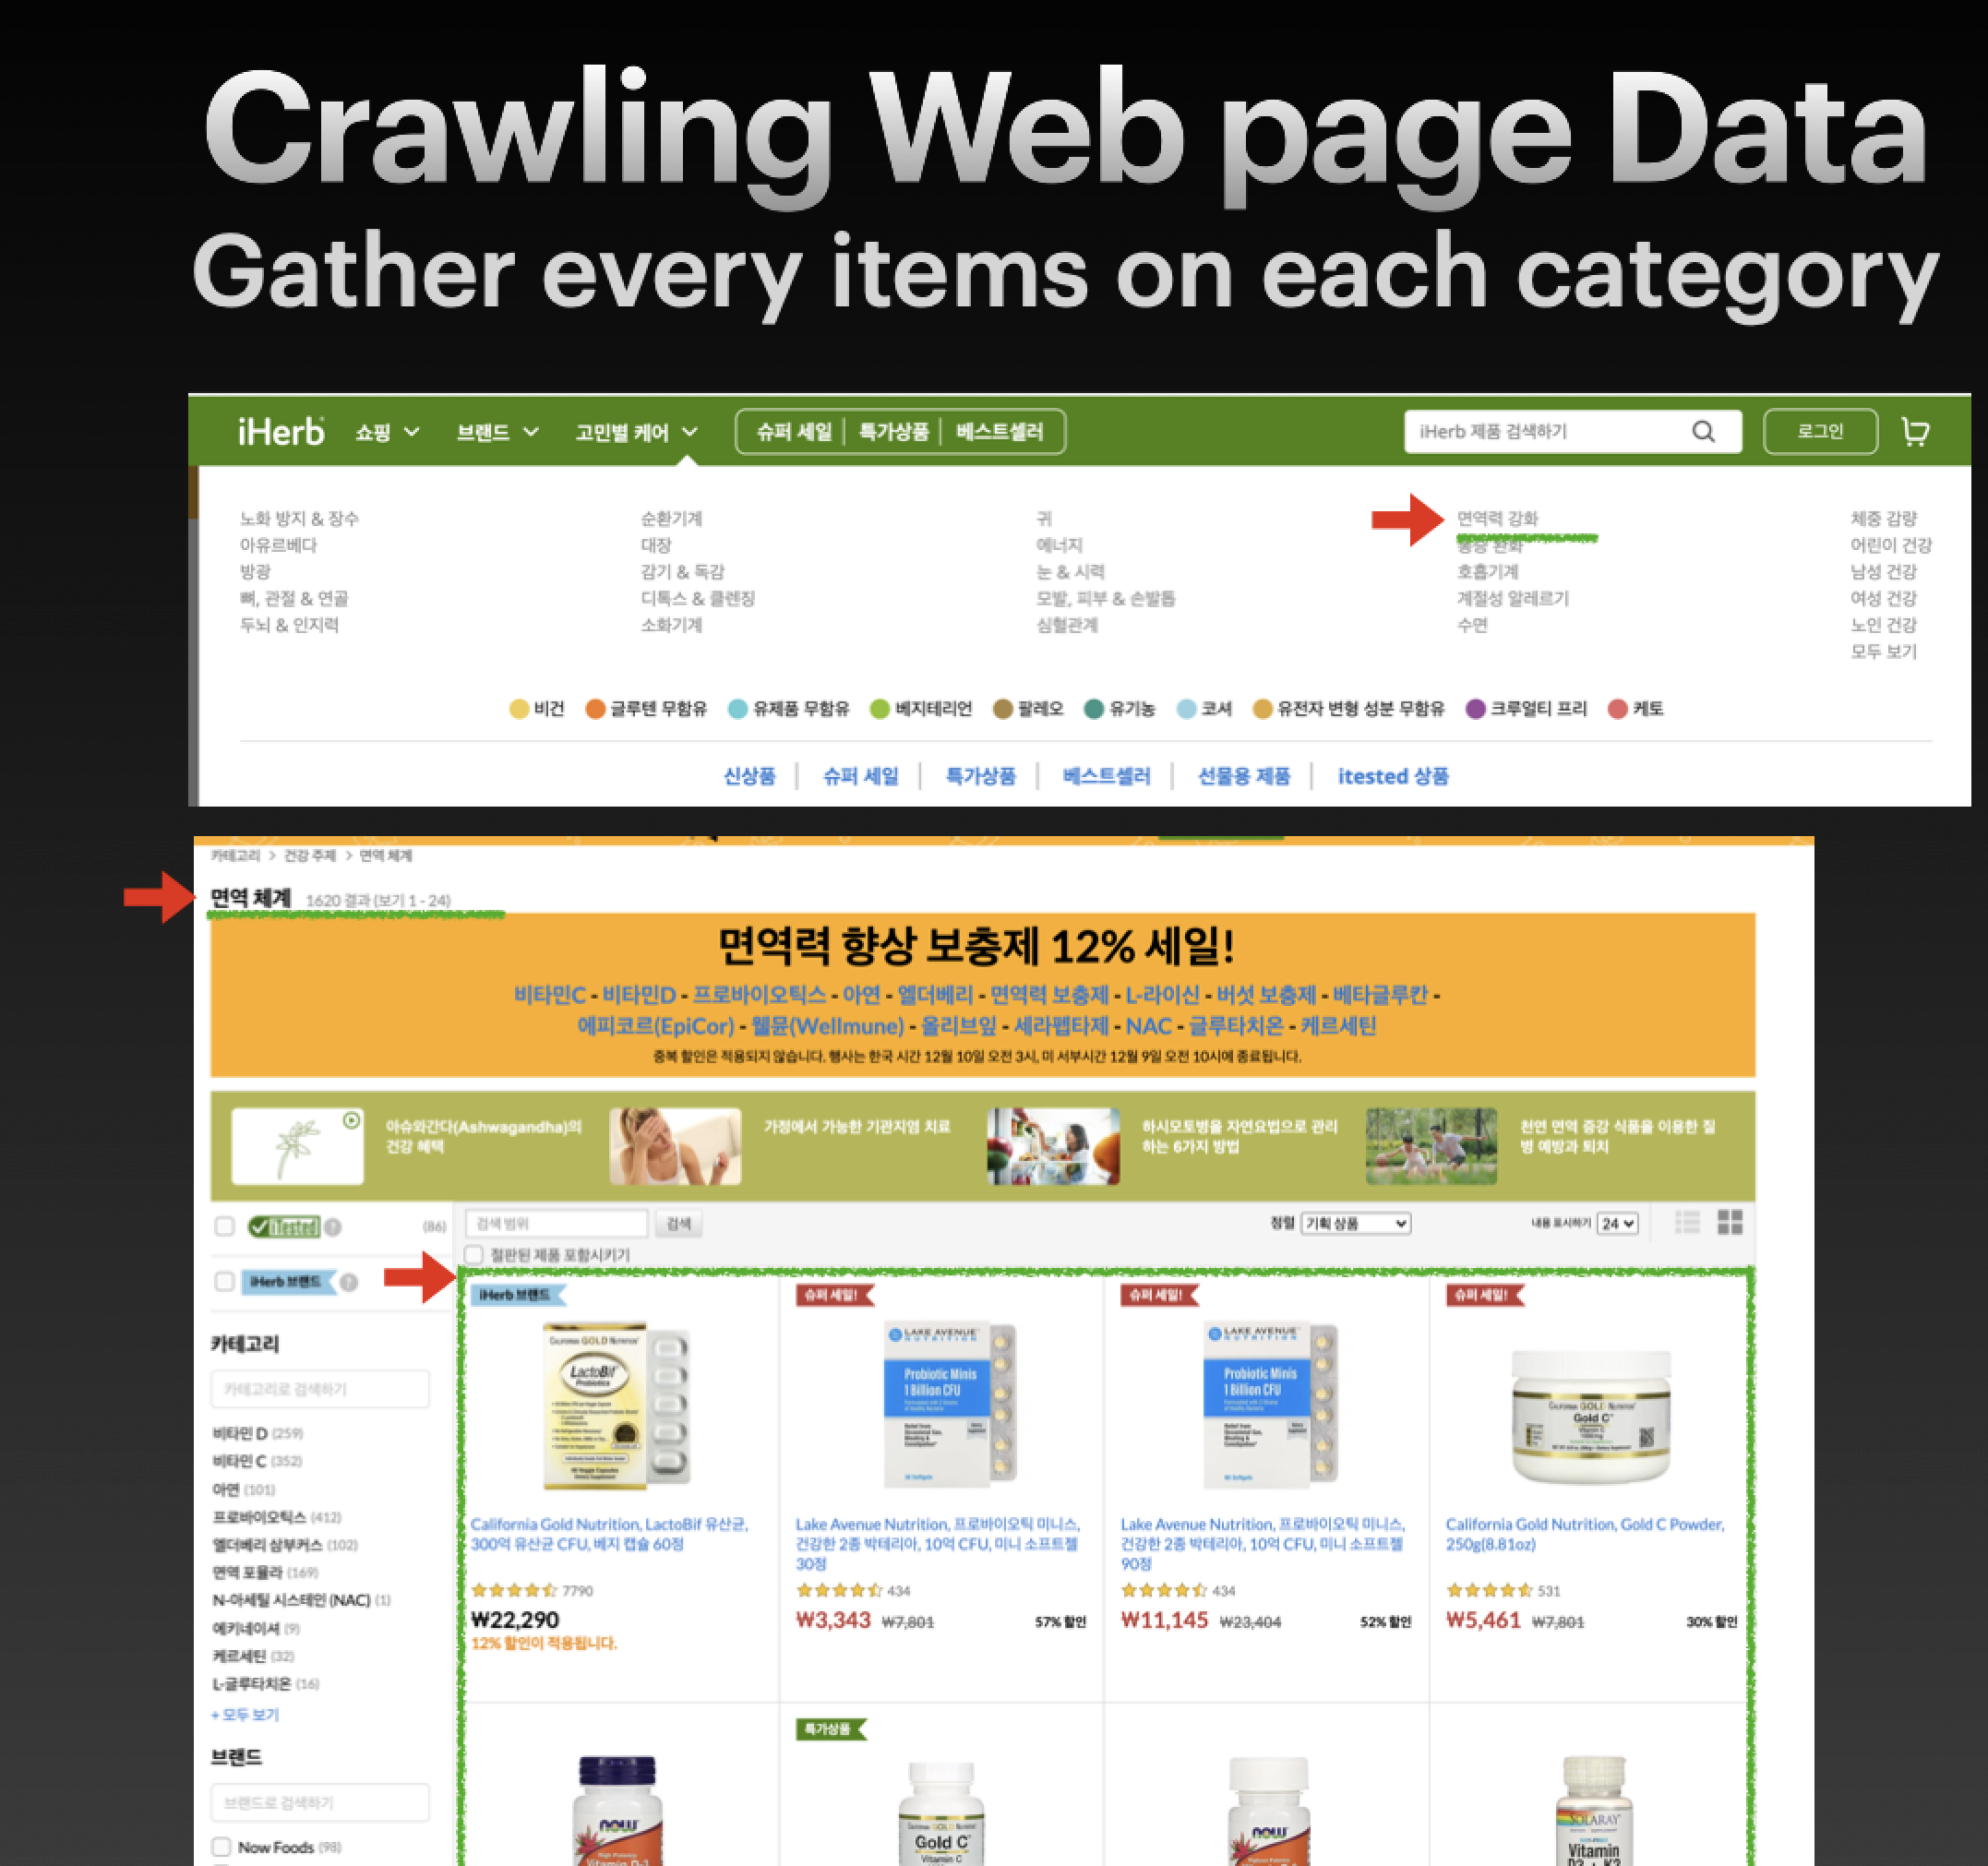 Crawling Web page Data
Gather every items on each category
iHerb 쇼핑 브랜드 고민별 케어 슈퍼 세일 특가상품 베스트셀러 iHerb 제품 검색하기 로그인
노화 방지 & 장수
아유르베다
방광
뼈, 관절 & 연골
두뇌 & 인지력
순환기계
대장
감기 & 독감
디톡스 & 클렌징
소화기계
귀
에너지
눈 & 시력
모발, 피부 & 손발톱
심혈관계
면역력 강화
통증 완화
호흡기계
계절성 알레르기
수면
체중 감량
어린이 건강
남성 건강
여성 건강
노인 건강
모두 보기
비건 글루텐 무함유 유제품 무함유 베지테리언 팔레오 유기농 코셔 유전자 변형 성분 무함유 크루얼티 프리 케토
신상품 슈퍼 세일 특가상품 베스트셀러 선물용 제품 itested 상품
카테고리 > 건강 주제 > 면역 체계
면역 체계 1620 결과 (보기 1 - 24)
면역력 향상 보충제 12% 세일!
비타민C - 비타민D - 프로바이오틱스 - 아연 - 엘더베리 - 면역력 보충제 - L-라이신 - 버섯 보충제 - 베타글루칸 -
에피코르(EpiCor) - 웰뮨(Wellmune) - 올리브잎 - 세라펩타제 - NAC - 글루타치온 - 케르세틴
중복 할인은 적용되지 않습니다. 행사는 한국 시간 12월 10일 오전 3시, 미 서부시간 12월 9일 오전 10시에 종료됩니다.
아슈와간다(Ashwagandha)의
건강 혜택
가정에서 가능한 기관지염 치료
하시모토병을 자연요법으로 관리
하는 6가지 방법
천연 면역 증강 식품을 이용한 질
병 예방과 퇴치
iTested ? (86)
iHerb 브랜드 ?
카테고리
카테고리로 검색하기
비타민 D (259)
비타민 C (352)
아연 (101)
프로바이오틱스 (412)
엘더베리 삼부커스 (102)
면역 포뮬라 (169)
N-아세틸 시스테인 (NAC) (1)
에키네이셔 (9)
케르세틴 (32)
L-글루타치온 (16)
+ 모두 보기
브랜드
브랜드로 검색하기
Now Foods (98)
검색 범위 검색 정렬 기획 상품 내용 표시하기 24
절판된 제품 포함시키기
iHerb 브랜드
CALIFORNIA GOLD NUTRITION
LactoBif
Probiotics
California Gold Nutrition, LactoBif 유산균,
300억 유산균 CFU, 베지 캡슐 60정
7790
₩22,290
12% 할인이 적용됩니다.
슈퍼 세일!
LAKE AVENUE
NUTRITION
Probiotic Minis
1 Billion CFU
Lake Avenue Nutrition, 프로바이오틱 미니스,
건강한 2종 박테리아, 10억 CFU, 미니 소프트젤
30정
434
₩3,343 ₩7,801 57% 할인
슈퍼 세일!
LAKE AVENUE
NUTRITION
Probiotic Minis
1 Billion CFU
Lake Avenue Nutrition, 프로바이오틱 미니스,
건강한 2종 박테리아, 10억 CFU, 미니 소프트젤
90정
434
₩11,145 ₩23,404 52% 할인
슈퍼 세일!
CALIFORNIA GOLD NUTRITION
Gold C
California Gold Nutrition, Gold C Powder,
250g(8.81oz)
531
₩5,461 ₩7,801 30% 할인
now
특가상품
Gold C
Vitamin C
now
SOLARAY
Vitamin